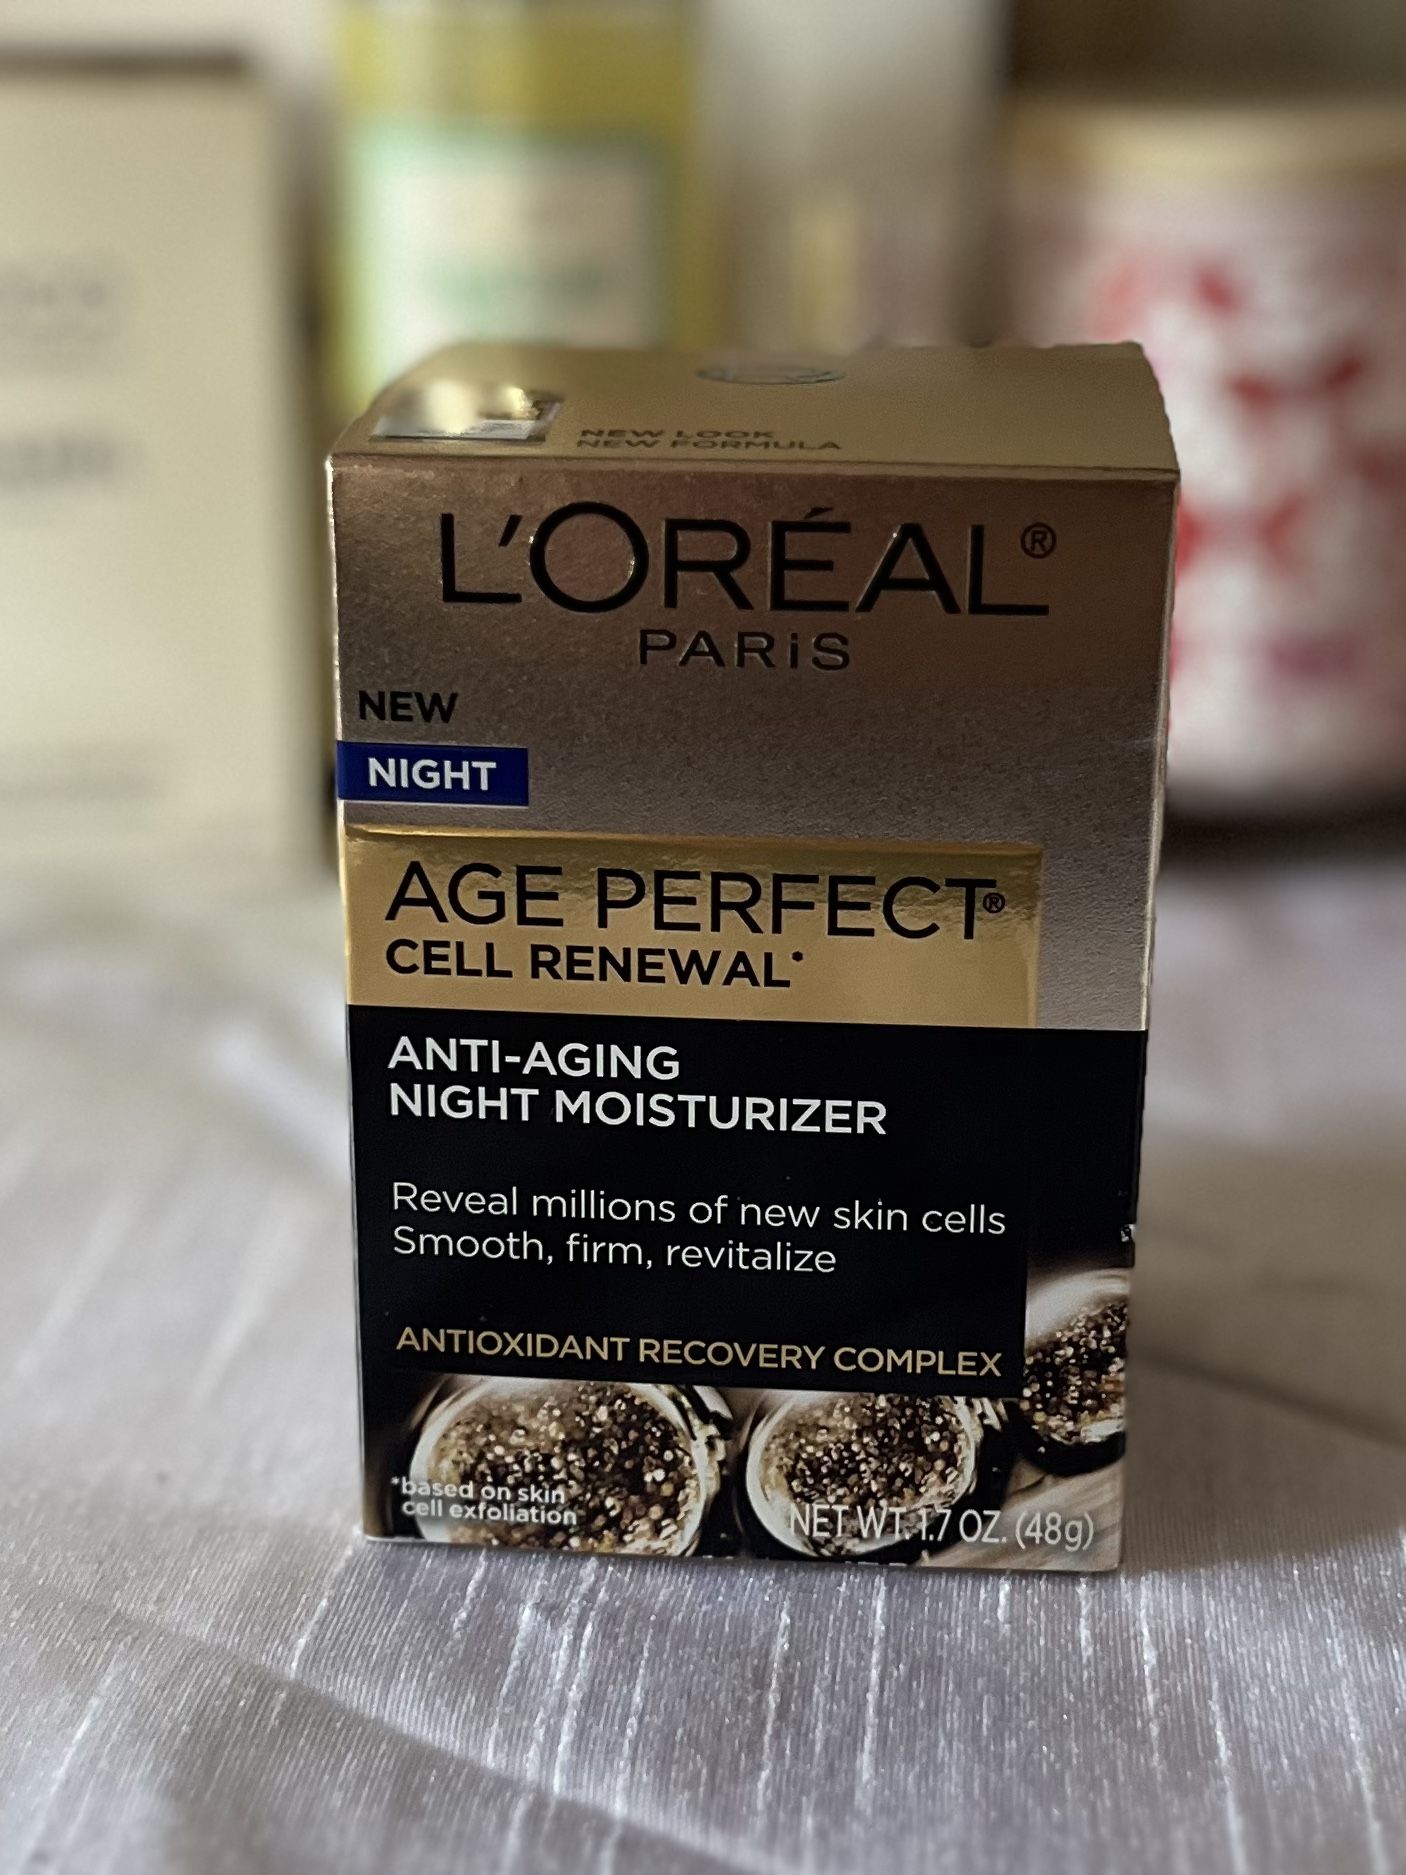 NEW LOOK
NEW FORMULA
L'ORÉAL®
PARiS
NEW
NIGHT
AGE PERFECT®
CELL RENEWAL*
ANTI-AGING
NIGHT MOISTURIZER
Reveal millions of new skin cells
Smooth, firm, revitalize
ANTIOXIDANT RECOVERY COMPLEX
*based on skin
cell exfoliation
NET WT. 1.7 OZ. (48g)